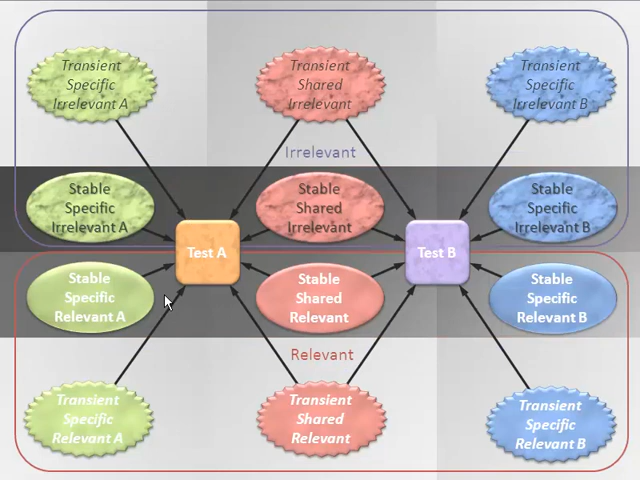 Transient
Specific
Irrelevant A
Transient
Shared
Irrelevant
Transient
Specific
Irrelevant B
Irrelevant
Stable
Specific
Irrelevant A
Stable
Shared
Irrelevant
Stable
Specific
Irrelevant B
Test A
Test B
Stable
Specific
Relevant A
Stable
Shared
Relevant
Stable
Specific
Relevant B
Relevant
Transient
Specific
Relevant A
Transient
Shared
Relevant
Transient
Specific
Relevant B